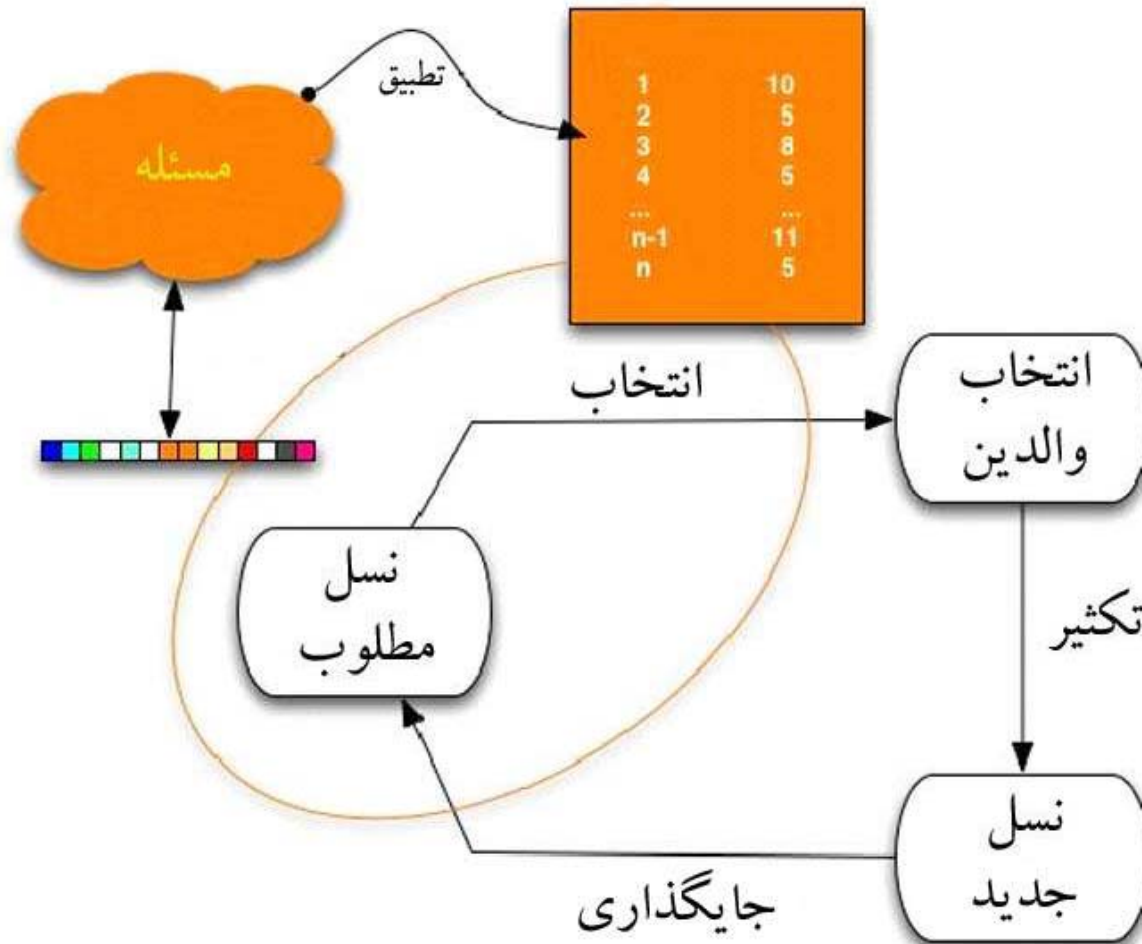 تطبیق
مسئله
1 10
2 5
3 8
4 5
... ...
n-1 11
n 5
انتخاب
انتخاب
والدین
نسل
مطلوب
تکثیر
نسل
جدید
جایگذاری